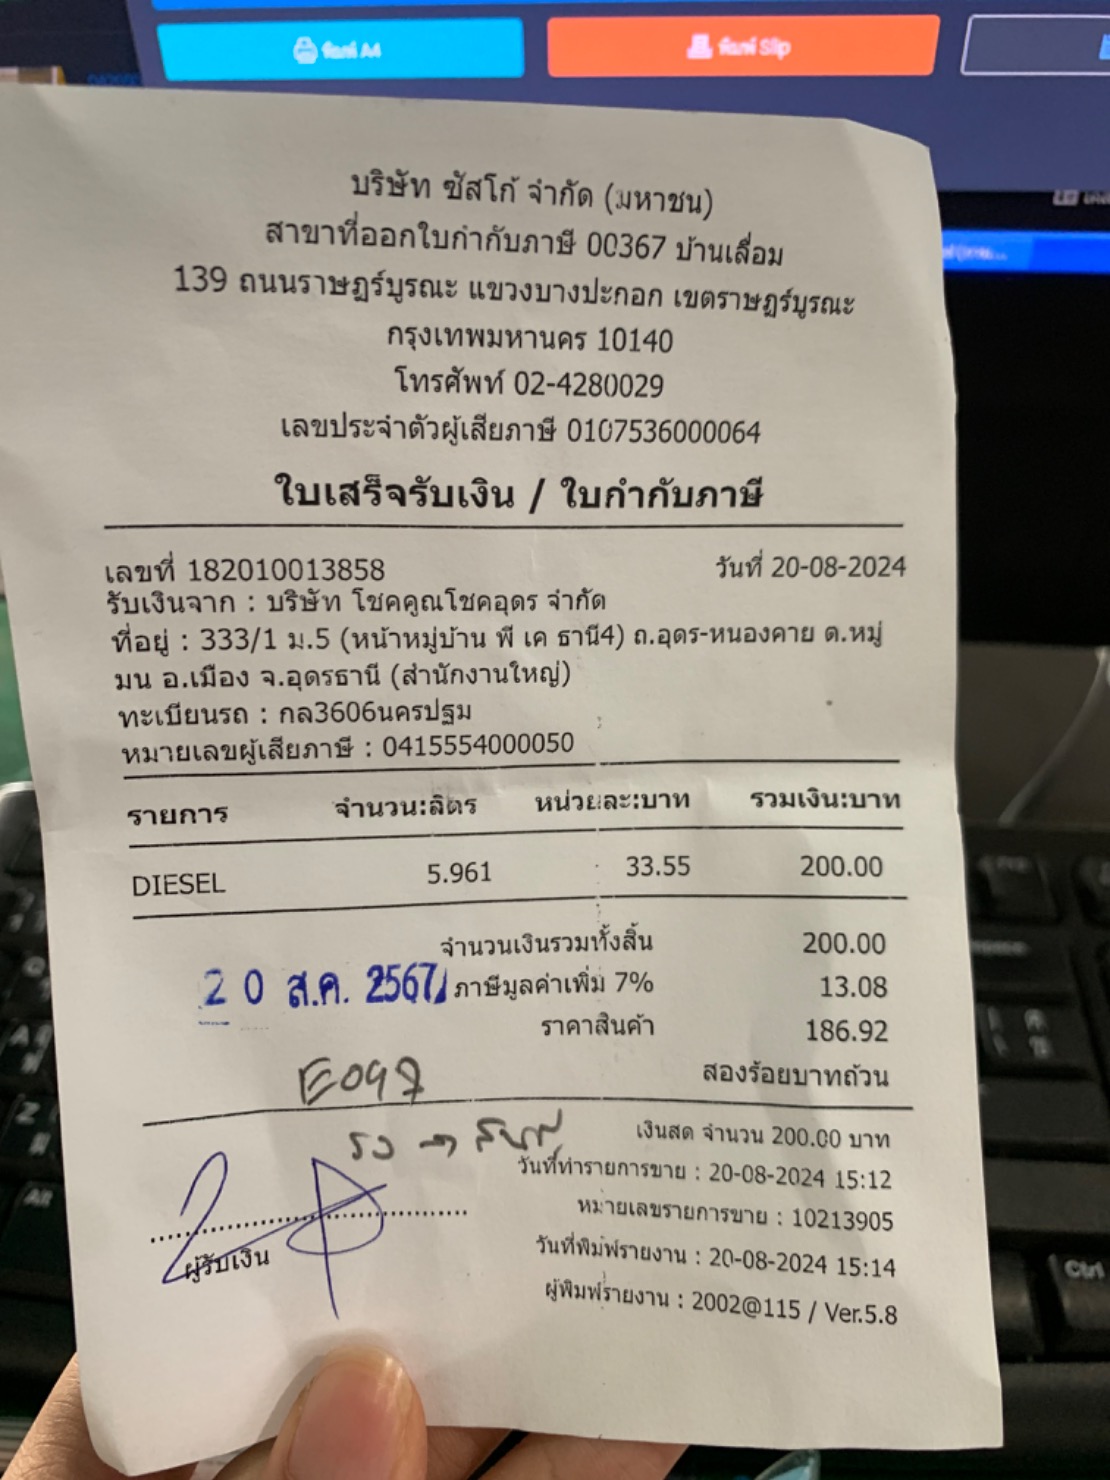 พิมพ์ A4
พิมพ์ Slip
บริษัท ซัสโก้ จำกัด (มหาชน)
สาขาที่ออกใบกำกับภาษี 00367 บ้านเลื่อม
139 ถนนราษฏร์บูรณะ แขวงบางปะกอก เขตราษฏร์บูรณะ
กรุงเทพมหานคร 10140
โทรศัพท์ 02-4280029
เลขประจำตัวผู้เสียภาษี 0107536000064
ใบเสร็จรับเงิน / ใบกำกับภาษี
เลขที่ 182010013858 วันที่ 20-08-2024
รับเงินจาก : บริษัท โชคคูณโชคอุดร จำกัด
ที่อยู่ : 333/1 ม.5 (หน้าหมู่บ้าน พี เค ธานี4) ถ.อุดร-หนองคาย ต.หมู่
มน อ.เมือง จ.อุดรธานี (สำนักงานใหญ่)
ทะเบียนรถ : กล3606นครปฐม
หมายเลขผู้เสียภาษี : 0415554000050
รายการ จำนวน:ลิตร หน่วยละ:บาท รวมเงิน:บาท
DIESEL 5.961 33.55 200.00
จำนวนเงินรวมทั้งสิ้น 200.00
20 ส.ค. 2567 ภาษีมูลค่าเพิ่ม 7% 13.08
ราคาสินค้า 186.92
สองร้อยบาทถ้วน
E097
เงินสด จำนวน 200.00 บาท
วันที่ทำรายการขาย : 20-08-2024 15:12
หมายเลขรายการขาย : 10213905
วันที่พิมพ์รายงาน : 20-08-2024 15:14
ผู้รับเงิน
ผู้พิมพ์รายงาน : 2002@115 / Ver.5.8
Alt
Ctrl